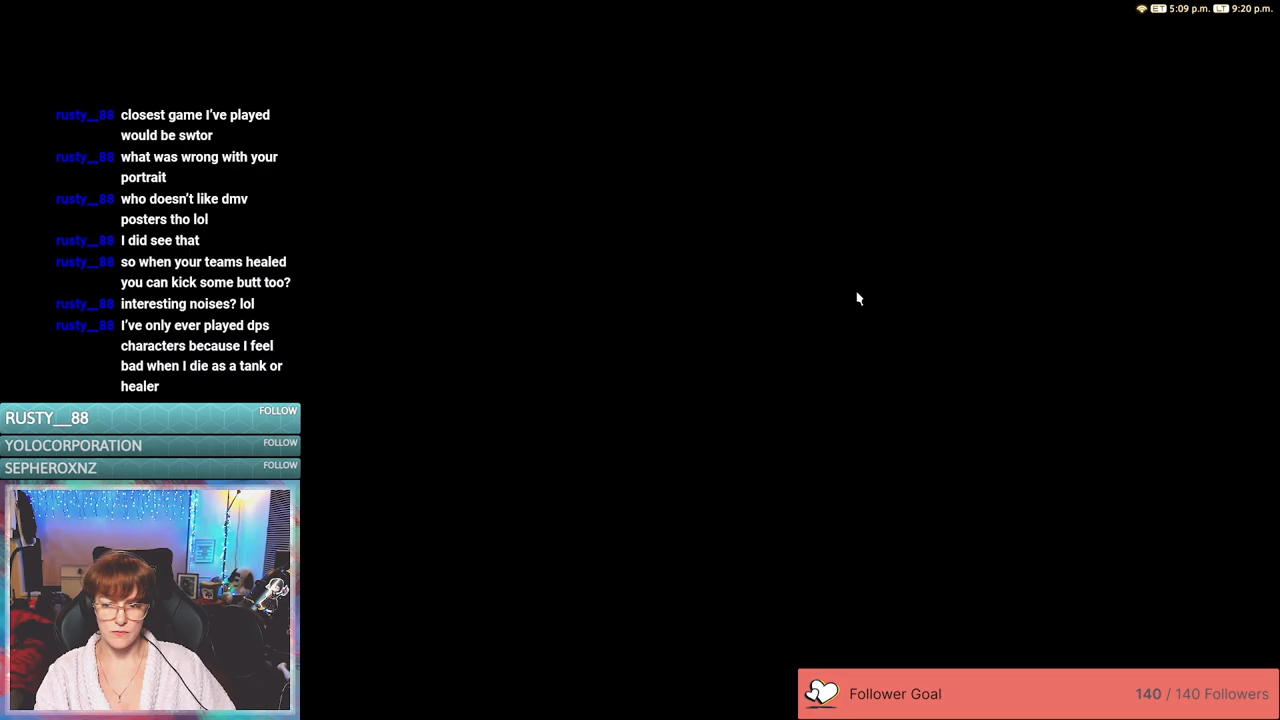 ET 5:09 p.m. LT 9:20 p.m.
rusty__88 closest game I've played
would be swtor
rusty__88 what was wrong with your
portrait
rusty__88 who doesn't like dmv
posters tho lol
rusty__88 I did see that
rusty__88 so when your teams healed
you can kick some butt too?
rusty__88 interesting noises? lol
rusty__88 I've only ever played dps
characters because I feel
bad when I die as a tank or
healer
RUSTY__88 FOLLOW
YOLOCORPORATION FOLLOW
SEPHEROXNZ FOLLOW
Follower Goal 140 / 140 Followers